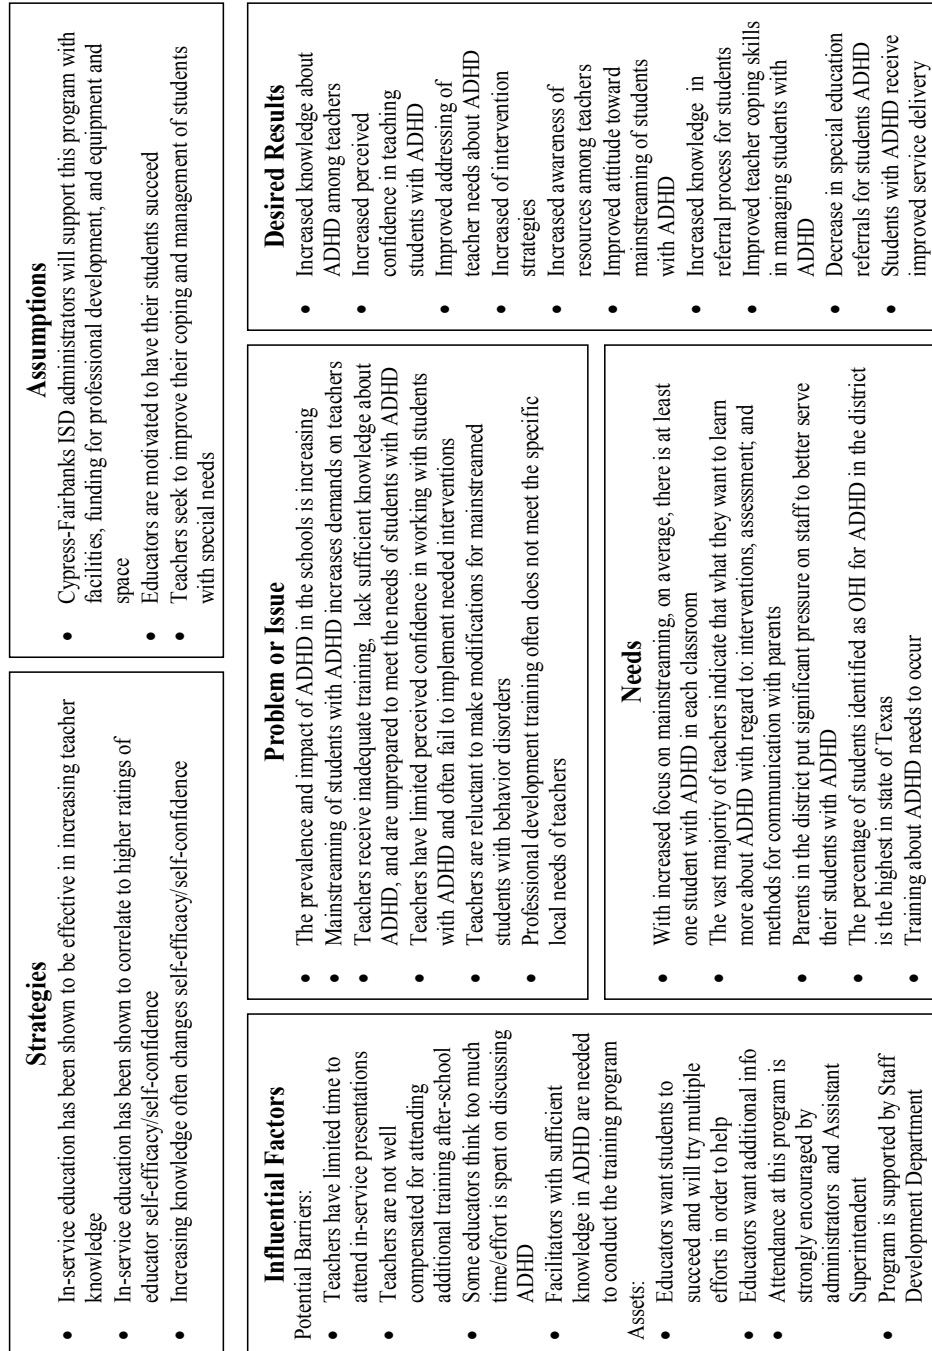 Strategies
• In-service education has been shown to be effective in increasing teacher
knowledge
• In-service education has been shown to correlate to higher ratings of
educator self-efficacy/self-confidence
• Increasing knowledge often changes self-efficacy/self-confidence
Assumptions
• Cypress-Fairbanks ISD administrators will support this program with
facilities, funding for professional development, and equipment and
space
• Educators are motivated to have their students succeed
• Teachers seek to improve their coping and management of students
with special needs
Influential Factors
Potential Barriers:
• Teachers have limited time to
attend in-service presentations
• Teachers are not well
compensated for attending
additional training after-school
• Some educators think too much
time/effort is spent on discussing
ADHD
• Facilitators with sufficient
knowledge in ADHD are needed
to conduct the training program
Assets:
• Educators want students to
succeed and will try multiple
efforts in order to help
• Educators want additional info
• Attendance at this program is
strongly encouraged by
administrators and Assistant
Superintendent
• Program is supported by Staff
Development Department
Problem or Issue
• The prevalence and impact of ADHD in the schools is increasing
• Mainstreaming of students with ADHD increases demands on teachers
• Teachers receive inadequate training, lack sufficient knowledge about
ADHD, and are unprepared to meet the needs of students with ADHD
• Teachers have limited perceived confidence in working with students
with ADHD and often fail to implement needed interventions
• Teachers are reluctant to make modifications for mainstreamed
students with behavior disorders
• Professional development training often does not meet the specific
local needs of teachers
Needs
• With increased focus on mainstreaming, on average, there is at least
one student with ADHD in each classroom
• The vast majority of teachers indicate that what they want to learn
more about ADHD with regard to: interventions, assessment; and
methods for communication with parents
• Parents in the district put significant pressure on staff to better serve
their students with ADHD
• The percentage of students identified as OHI for ADHD in the district
is the highest in state of Texas
• Training about ADHD needs to occur
Desired Results
• Increased knowledge about
ADHD among teachers
• Increased perceived
confidence in teaching
students with ADHD
• Improved addressing of
teacher needs about ADHD
• Increased of intervention
strategies
• Increased awareness of
resources among teachers
• Improved attitude toward
mainstreaming of students
with ADHD
• Increased knowledge in
referral process for students
• Improved teacher coping skills
in managing students with
ADHD
• Decrease in special education
referrals for students ADHD
• Students with ADHD receive
improved service delivery